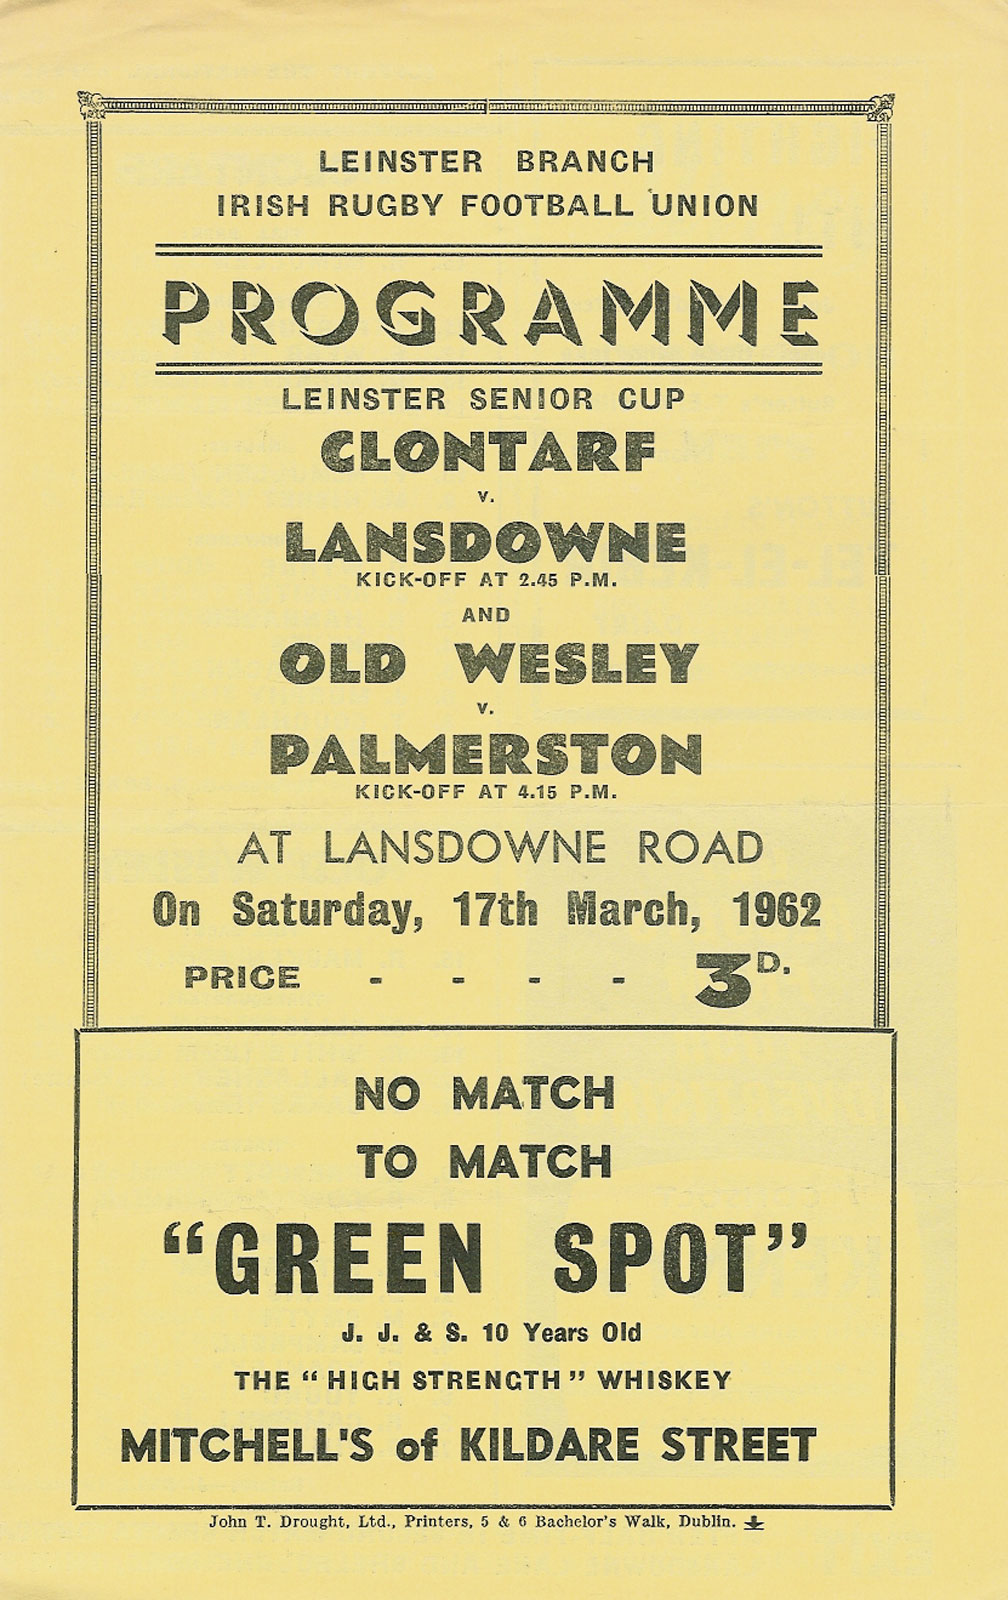 LEINSTER BRANCH
IRISH RUGBY FOOTBALL UNION
PROGRAMME
LEINSTER SENIOR CUP
CLONTARF
v.
LANSDOWNE
KICK-OFF AT 2.45 P.M.
AND
OLD WESLEY
v.
PALMERSTON
KICK-OFF AT 4.15 P.M.
AT LANSDOWNE ROAD
On Saturday, 17th March, 1962
PRICE - - - - 3D.
NO MATCH
TO MATCH
“GREEN SPOT”
J. J. & S. 10 Years Old
THE “HIGH STRENGTH” WHISKEY
MITCHELL'S of KILDARE STREET
John T. Drought, Ltd., Printers, 5 & 6 Bachelor's Walk, Dublin.